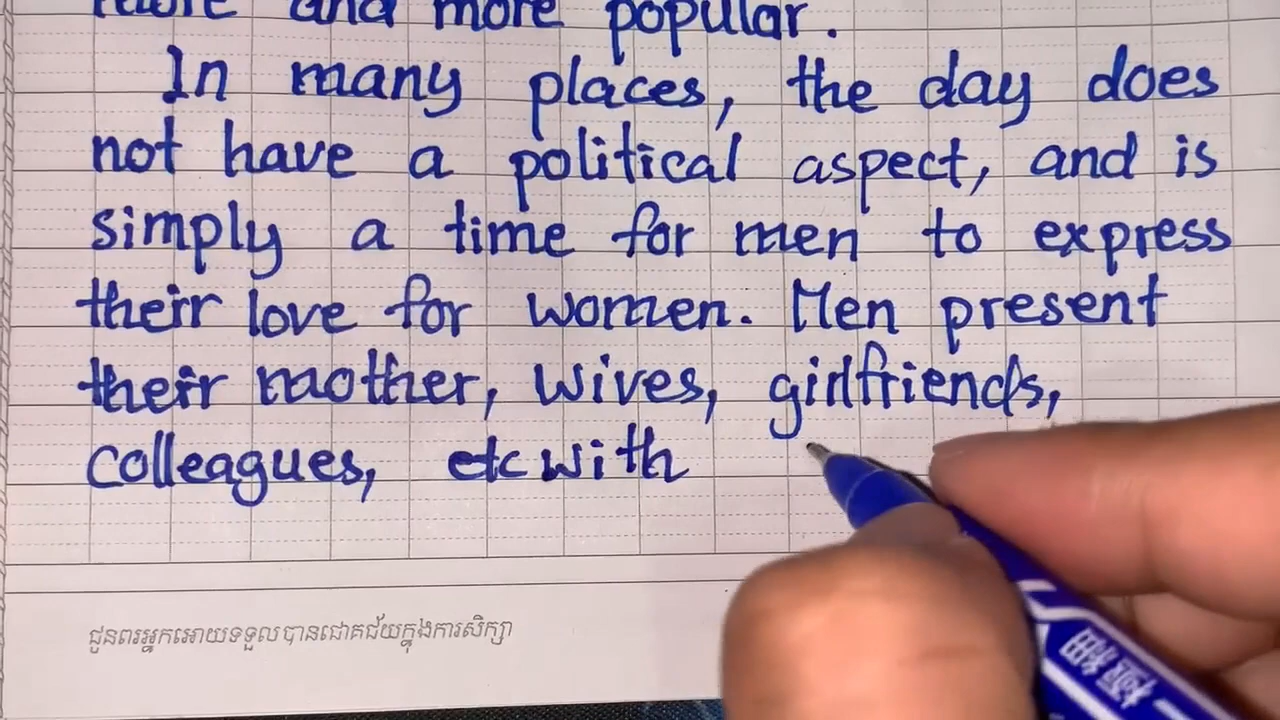 more and more popular.
In many places, the day does
not have a political aspect, and is
simply a time for men to express
their love for women. Men present
their mother, wives, girlfriends,
colleagues, etc with
ជូនពរអ្នកអោយទទួលបានជោគជ័យក្នុងការសិក្សា